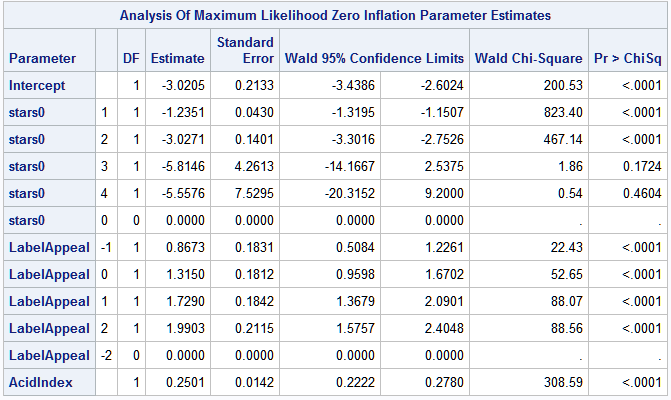 Analysis Of Maximum Likelihood Zero Inflation Parameter Estimates
Parameter DF Estimate Standard Error Wald 95% Confidence Limits Wald Chi-Square Pr > ChiSq
Intercept 1 -3.0205 0.2133 -3.4386 -2.6024 200.53 <.0001
stars0 1 1 -1.2351 0.0430 -1.3195 -1.1507 823.40 <.0001
stars0 2 1 -3.0271 0.1401 -3.3016 -2.7526 467.14 <.0001
stars0 3 1 -5.8146 4.2613 -14.1667 2.5375 1.86 0.1724
stars0 4 1 -5.5576 7.5295 -20.3152 9.2000 0.54 0.4604
stars0 0 0 0.0000 0.0000 0.0000 0.0000 . .
LabelAppeal -1 1 0.8673 0.1831 0.5084 1.2261 22.43 <.0001
LabelAppeal 0 1 1.3150 0.1812 0.9598 1.6702 52.65 <.0001
LabelAppeal 1 1 1.7290 0.1842 1.3679 2.0901 88.07 <.0001
LabelAppeal 2 1 1.9903 0.2115 1.5757 2.4048 88.56 <.0001
LabelAppeal -2 0 0.0000 0.0000 0.0000 0.0000 . .
AcidIndex 1 0.2501 0.0142 0.2222 0.2780 308.59 <.0001